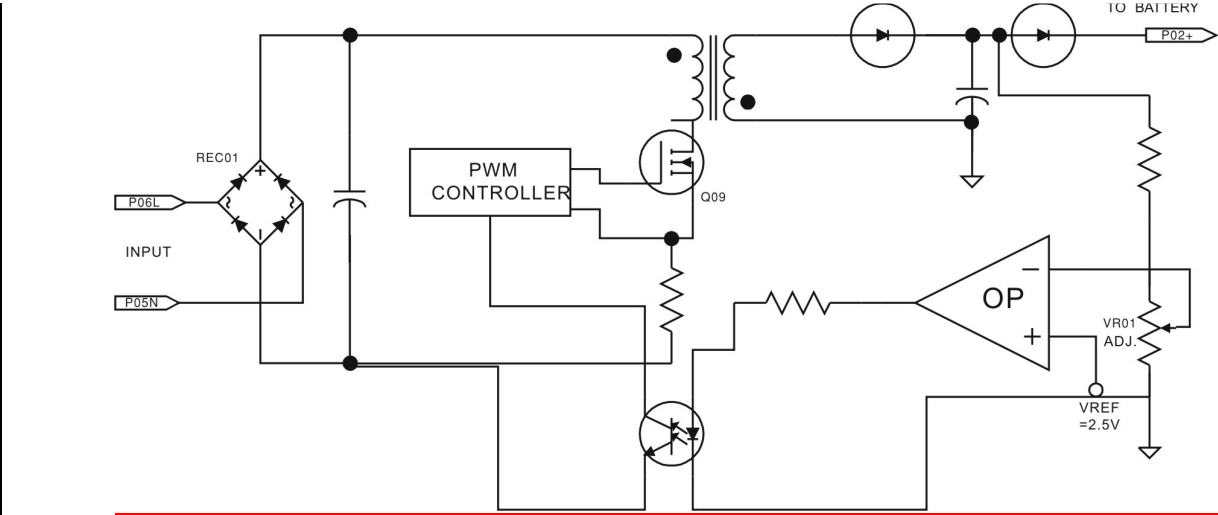 TO BATTERY
P02+
REC01
PWM
CONTROLLER
Q09
P06L
INPUT
P05N
OP
VR01
ADJ.
VREF
=2.5V